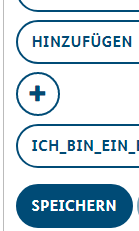 HINZUFÜGEN
+
ICH_BIN_EIN_
SPEICHERN